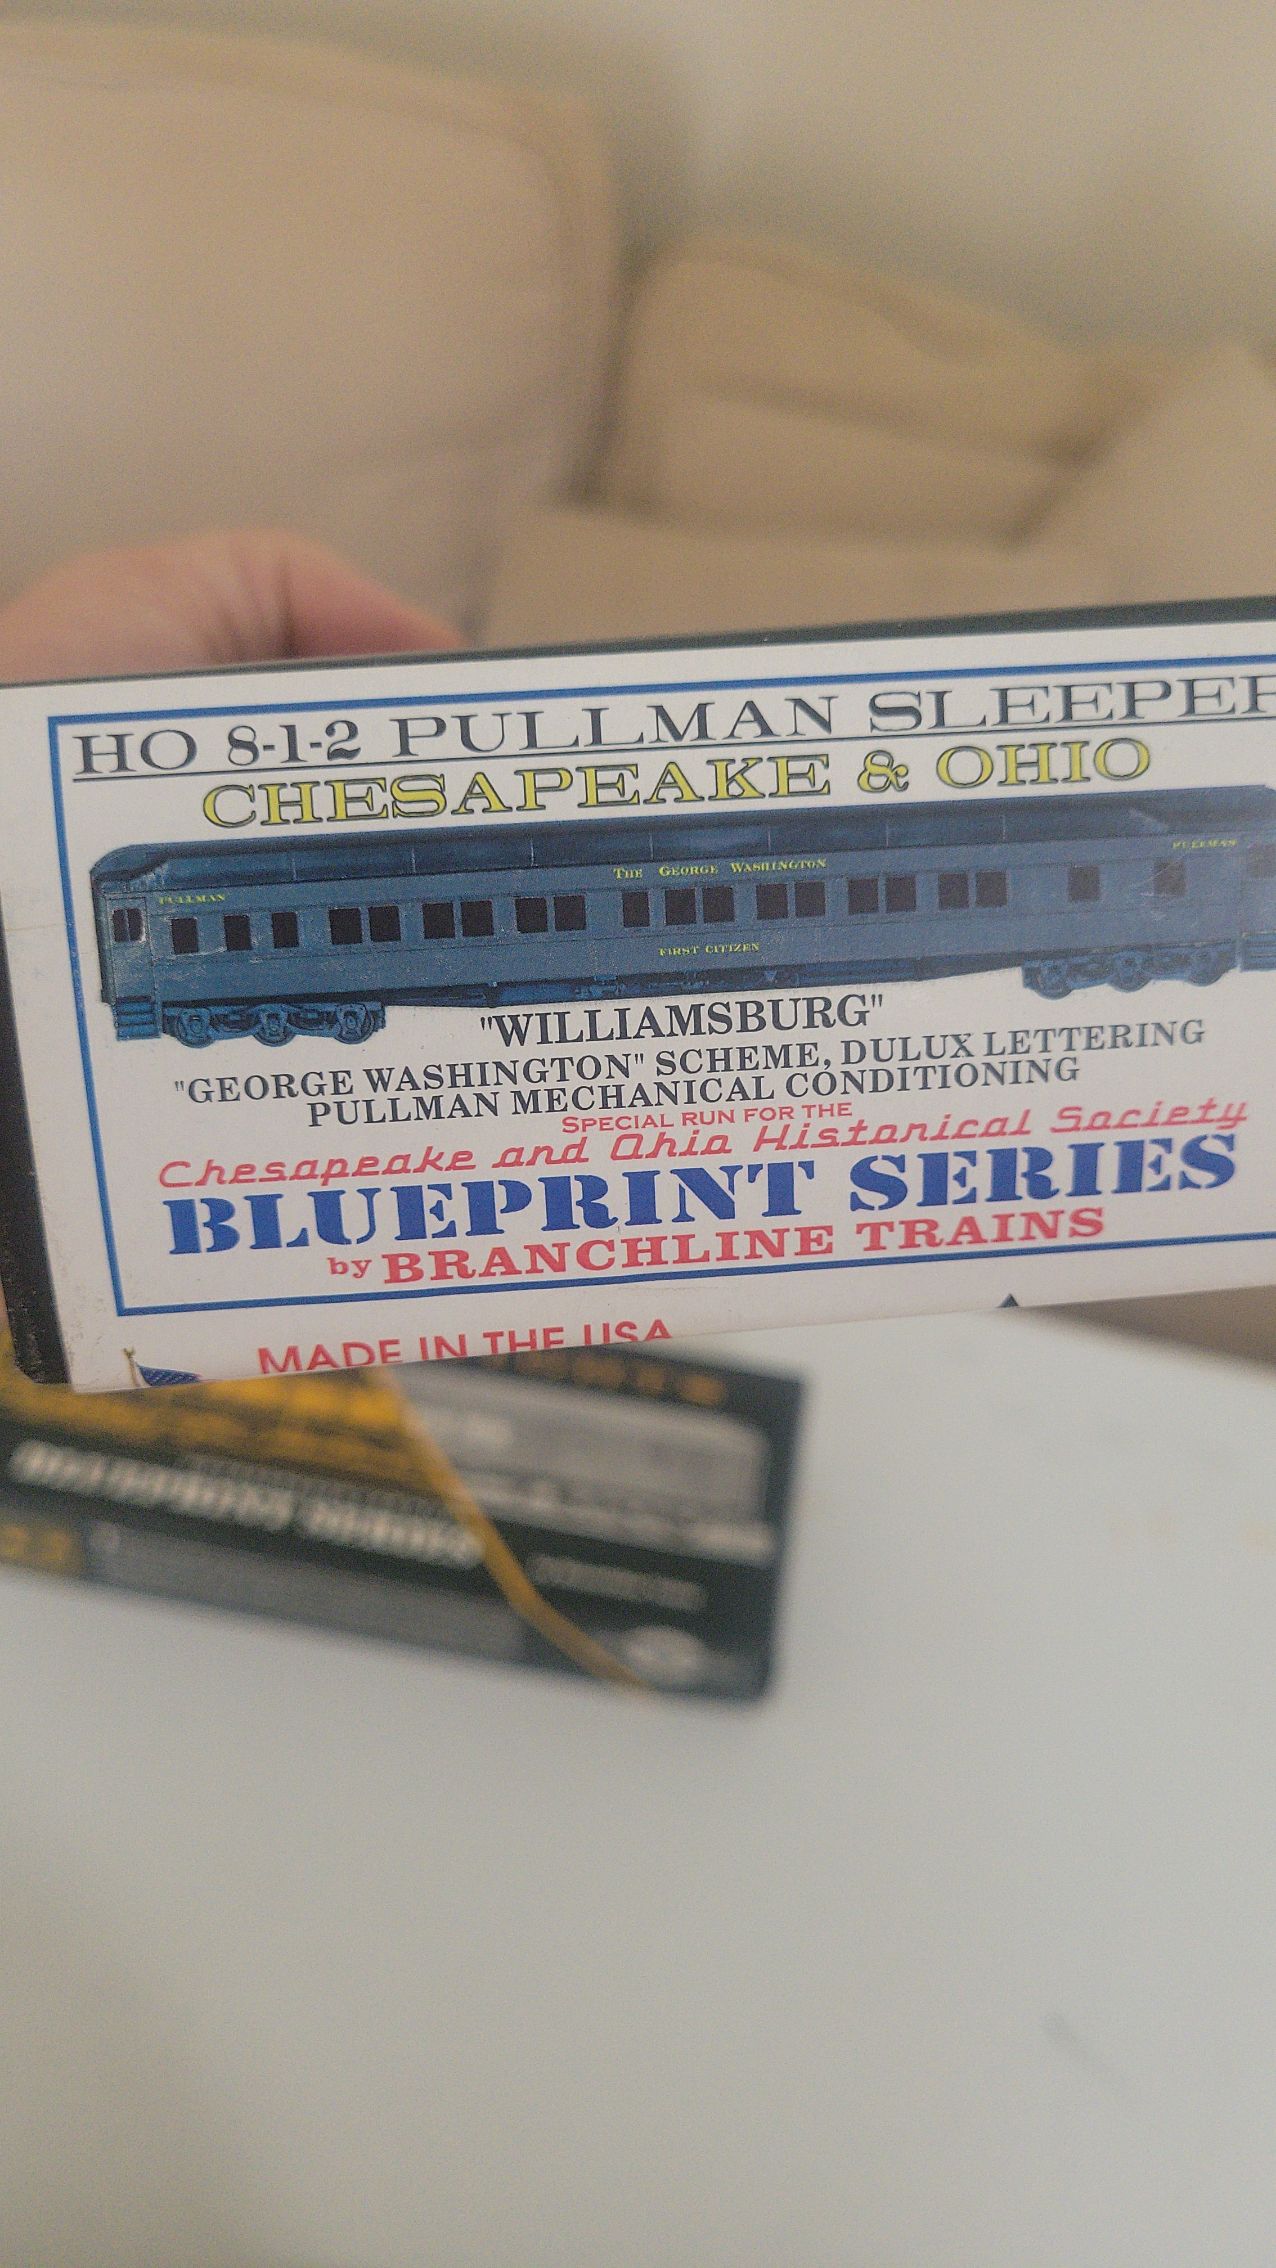 HO 8-1-2 PULLMAN SLEEPER
CHESAPEAKE & OHIO
PULLMAN
THE GEORGE WASHINGTON
PULLMAN
FIRST CITIZEN
"WILLIAMSBURG"
"GEORGE WASHINGTON" SCHEME, DULUX LETTERING
PULLMAN MECHANICAL CONDITIONING
SPECIAL RUN FOR THE
Chesapeake and Ohio Historical Society
BLUEPRINT SERIES
by BRANCHLINE TRAINS
MADE IN THE USA